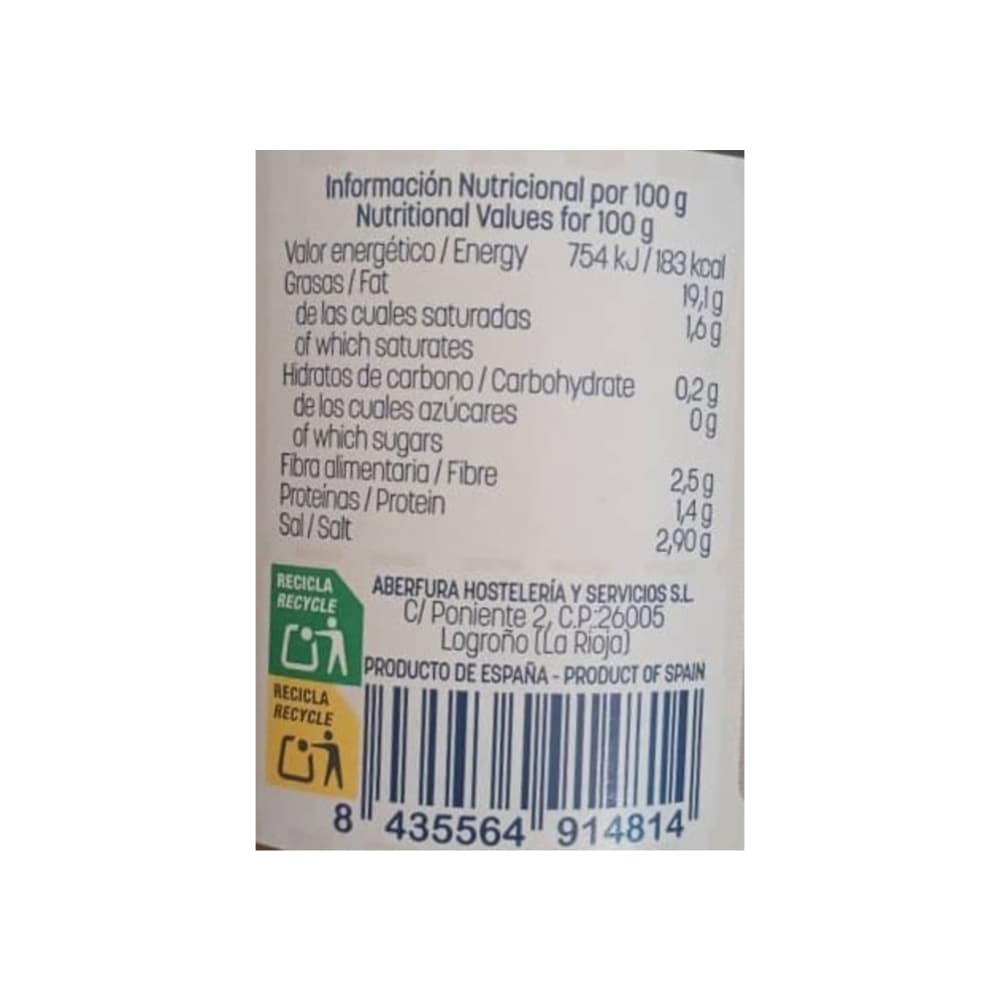 Información Nutricional por 100 g
Nutritional Values for 100 g
Valor energético / Energy 754 kJ / 183 kcal
Grasas / Fat 19,1 g
de las cuales saturadas 1,6 g
of which saturates
Hidratos de carbono / Carbohydrate 0,2 g
de los cuales azúcares 0 g
of which sugars
Fibra alimentaria / Fibre 2,5 g
Proteínas / Protein 1,4 g
Sal / Salt 2,90 g
RECICLA
RECYCLE
ABERFURA HOSTELERÍA Y SERVICIOS S.L.
C/ Poniente 2, C.P.26005
Logroño (La Rioja)
PRODUCTO DE ESPAÑA - PRODUCT OF SPAIN
RECICLA
RECYCLE
8 435564 914814